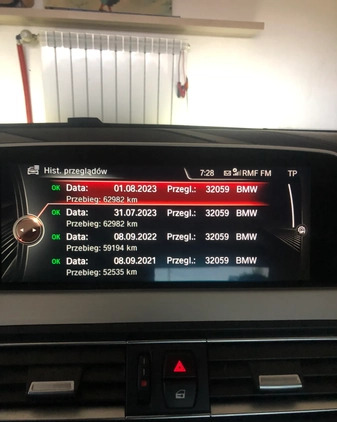 Hist. przeglądów 7:28 RMF FM TP
OK Data: 01.08.2023 Przegl.: 32059 BMW
Przebieg: 62982 km
OK Data: 31.07.2023 Przegl.: 32059 BMW
Przebieg: 62982 km
OK Data: 08.09.2022 Przegl.: 32059 BMW
Przebieg: 59194 km
OK Data: 08.09.2021 Przegl.: 32059 BMW
Przebieg: 52535 km